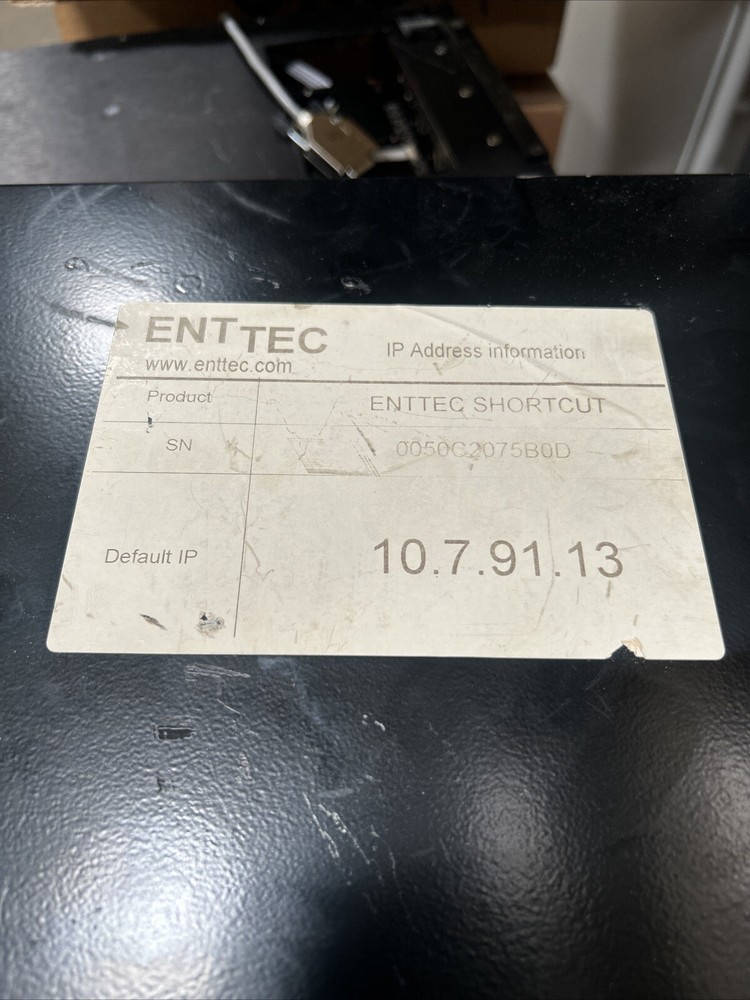 ENTTEC
www.enttec.com
IP Address information
Product ENTTEC SHORTCUT
SN 0050C2075B0D
Default IP 10.7.91.13